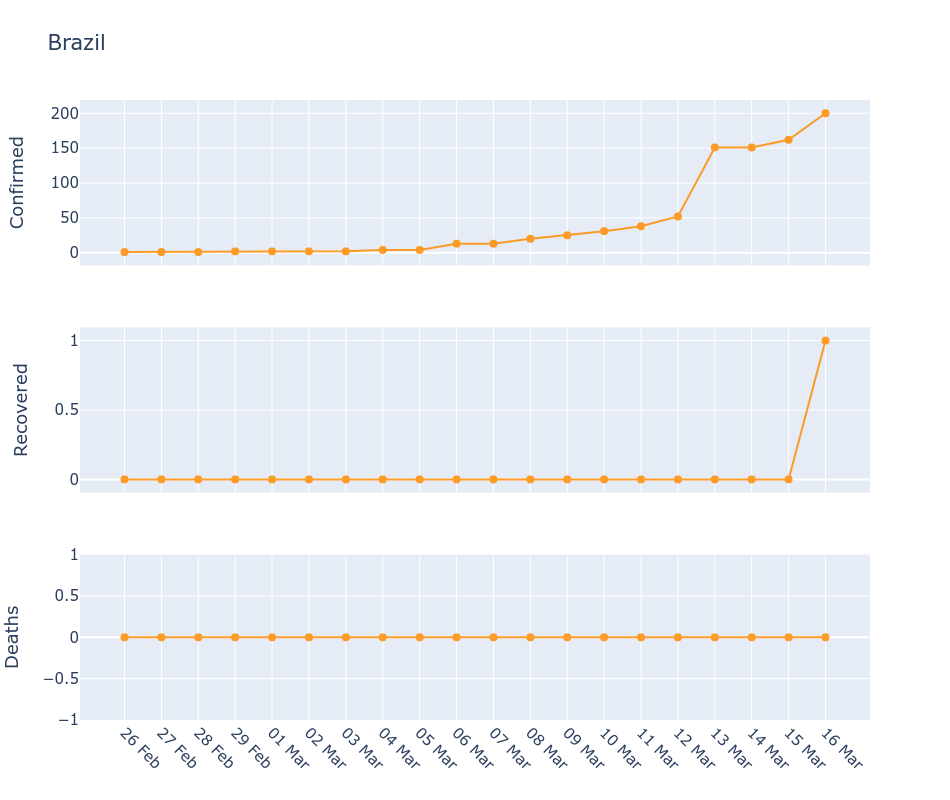 Brazil
Confirmed
200
150
100
50
0
Recovered
1
0.5
0
Deaths
1
0.5
0
−0.5
−1
26 Feb
27 Feb
28 Feb
29 Feb
01 Mar
02 Mar
03 Mar
04 Mar
05 Mar
06 Mar
07 Mar
08 Mar
09 Mar
10 Mar
11 Mar
12 Mar
13 Mar
14 Mar
15 Mar
16 Mar